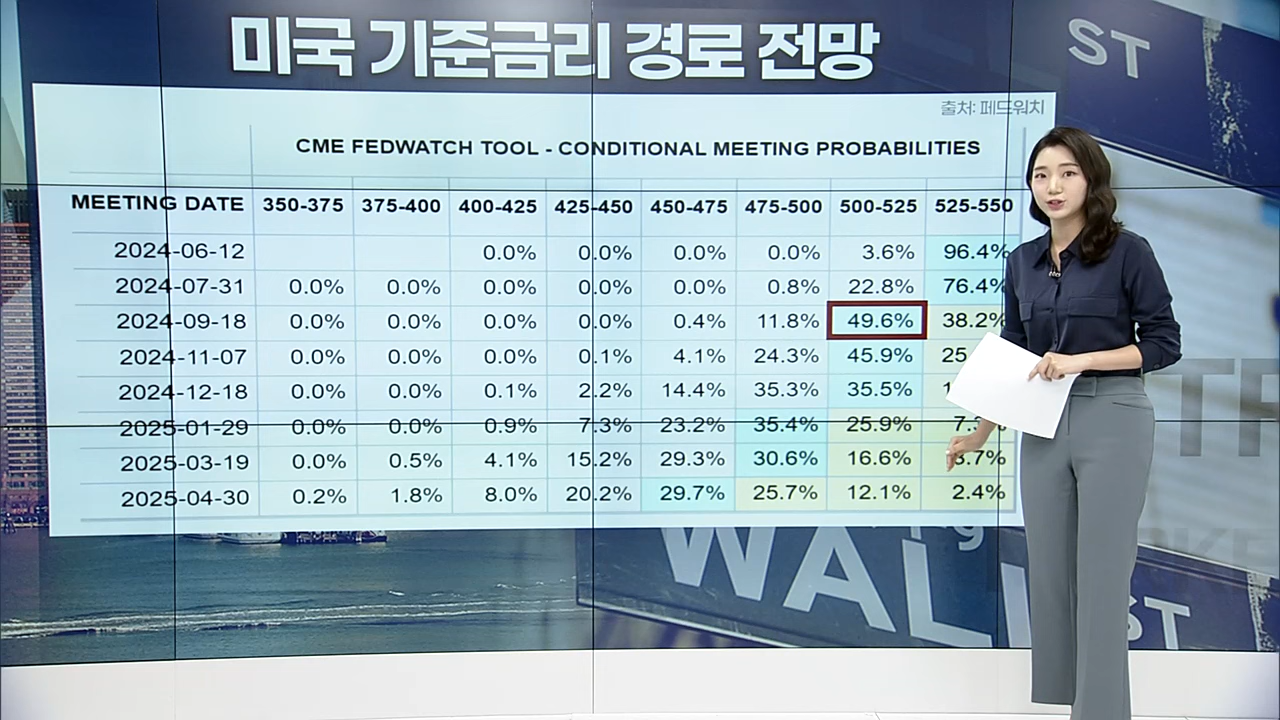 미국 기준금리 경로 전망
출처: 페드워치
CME FEDWATCH TOOL - CONDITIONAL MEETING PROBABILITIES
MEETING DATE 350-375 375-400 400-425 425-450 450-475 475-500 500-525 525-550
2024-06-12 0.0% 0.0% 0.0% 0.0% 3.6% 96.4%
2024-07-31 0.0% 0.0% 0.0% 0.0% 0.0% 0.8% 22.8% 76.4%
2024-09-18 0.0% 0.0% 0.0% 0.0% 0.4% 11.8% 49.6% 38.2%
2024-11-07 0.0% 0.0% 0.0% 0.1% 4.1% 24.3% 45.9% 25
2024-12-18 0.0% 0.0% 0.1% 2.2% 14.4% 35.3% 35.5%
2025-01-29 0.0% 0.0% 0.9% 7.3% 23.2% 35.4% 25.9%
2025-03-19 0.0% 0.5% 4.1% 15.2% 29.3% 30.6% 16.6% 3.7%
2025-04-30 0.2% 1.8% 8.0% 20.2% 29.7% 25.7% 12.1% 2.4%
ST
WALL
ST